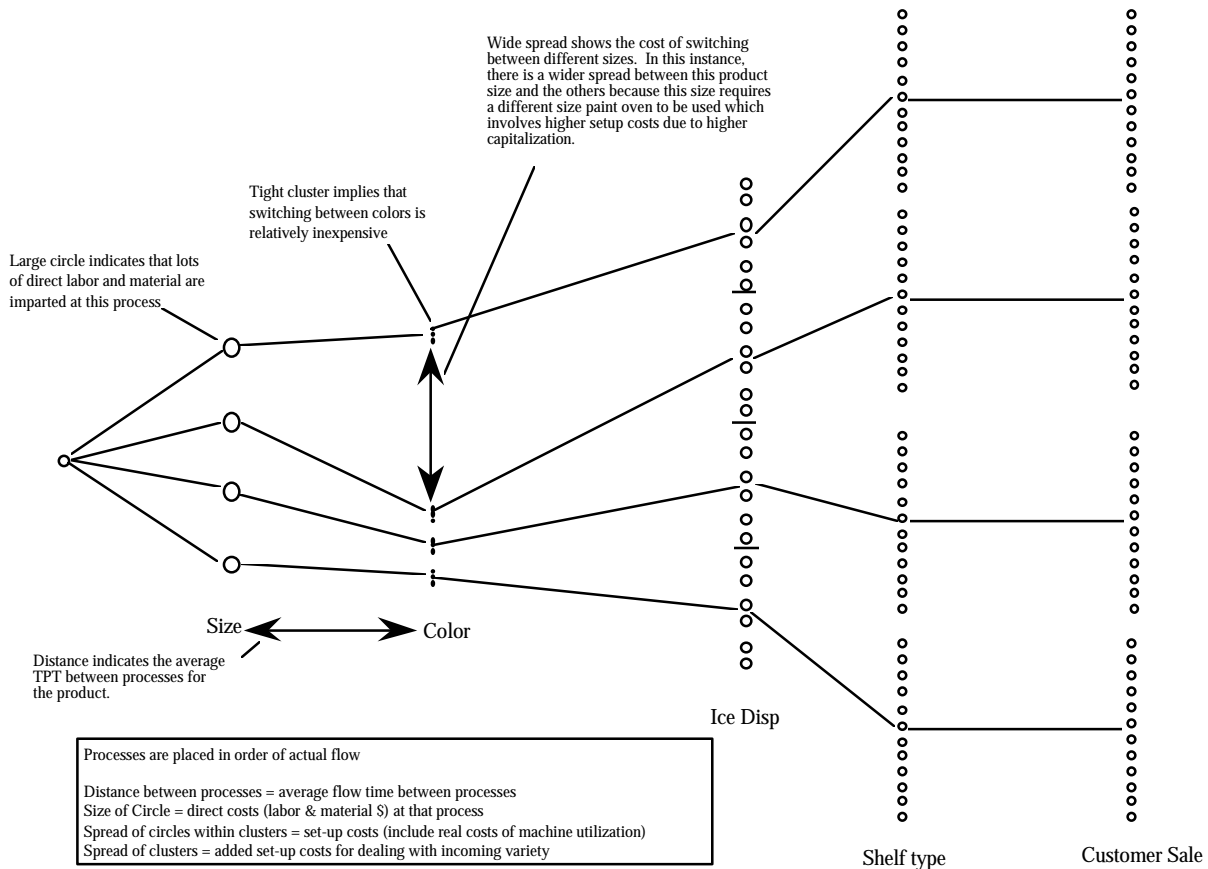 Wide spread shows the cost of switching
between different sizes.  In this instance,
there is a wider spread between this product
size and the others because this size requires
a different size paint oven to be used which
involves higher setup costs due to higher
capitalization.
Tight cluster implies that
switching between colors is
relatively inexpensive
Large circle indicates that lots
of direct labor and material are
imparted at this process
Size
Color
Distance indicates the average
TPT between processes for
the product.
Ice Disp
Shelf type
Customer Sale
Processes are placed in order of actual flow
Distance between processes = average flow time between processes
Size of Circle = direct costs (labor & material $) at that process
Spread of circles within clusters = set-up costs (include real costs of machine utilization)
Spread of clusters = added set-up costs for dealing with incoming variety